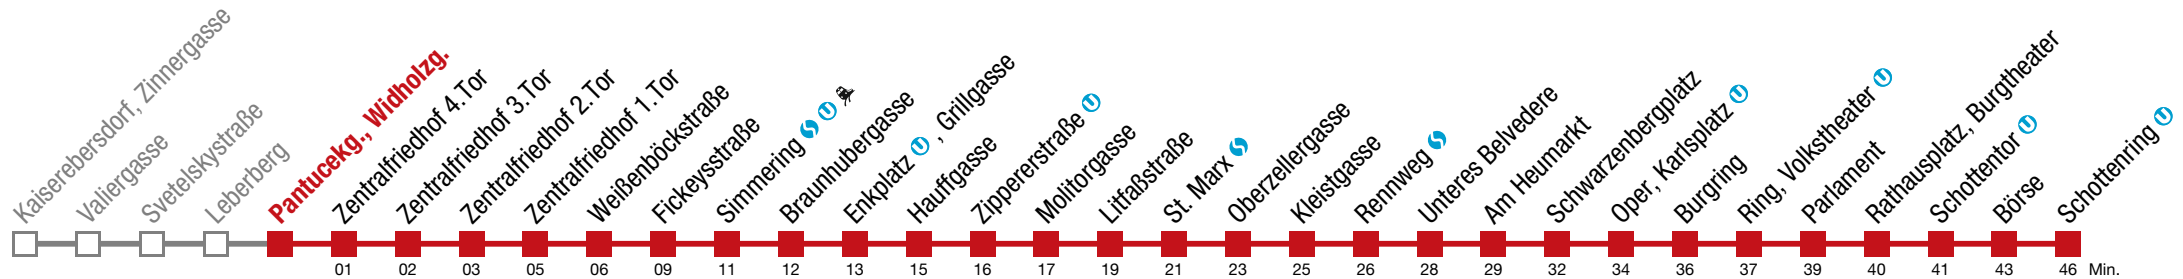 Kaiserebersdorf, Zinnergasse
Valiergasse
Svetelskystraße
Leberberg
Pantucekg., Widholzg.
Zentralfriedhof 4.Tor
Zentralfriedhof 3.Tor
Zentralfriedhof 2.Tor
Zentralfriedhof 1.Tor
Weißenböckstraße
Fickeysstraße
Simmering S U
Braunhubergasse
Enkplatz U , Grillgasse
Hauffgasse
Zippererstraße U
Molitorgasse
Litfaßstraße
St. Marx S
Oberzellergasse
Kleistgasse
Rennweg S
Unteres Belvedere
Am Heumarkt
Schwarzenbergplatz
Oper, Karlsplatz U
Burgring
Ring, Volkstheater U
Parlament
Rathausplatz, Burgtheater
Schottentor U
Börse
Schottenring U
01 02 03 05 06 09 11 12 13 15 16 17 19 21 23 25 26 28 29 32 34 36 37 39 40 41 43 46 Min.